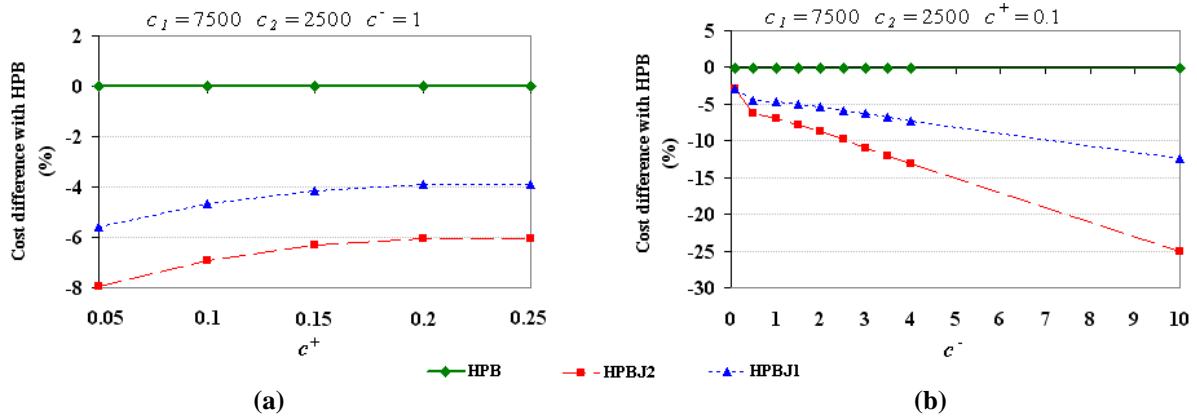 c₁ = 7500 c₂ = 2500 c⁻ = 1
Cost difference with HPB
(%)
2
0
-2
-4
-6
-8
0.05 0.1 0.15 0.2 0.25
c⁺
(a)
c₁ = 7500 c₂ = 2500 c⁺ = 0.1
Cost difference with HPB
(%)
5
0
-5
-10
-15
-20
-25
-30
0 1 2 3 4 5 6 7 8 9 10
c⁻
HPB HPBJ2 HPBJ1
(b)